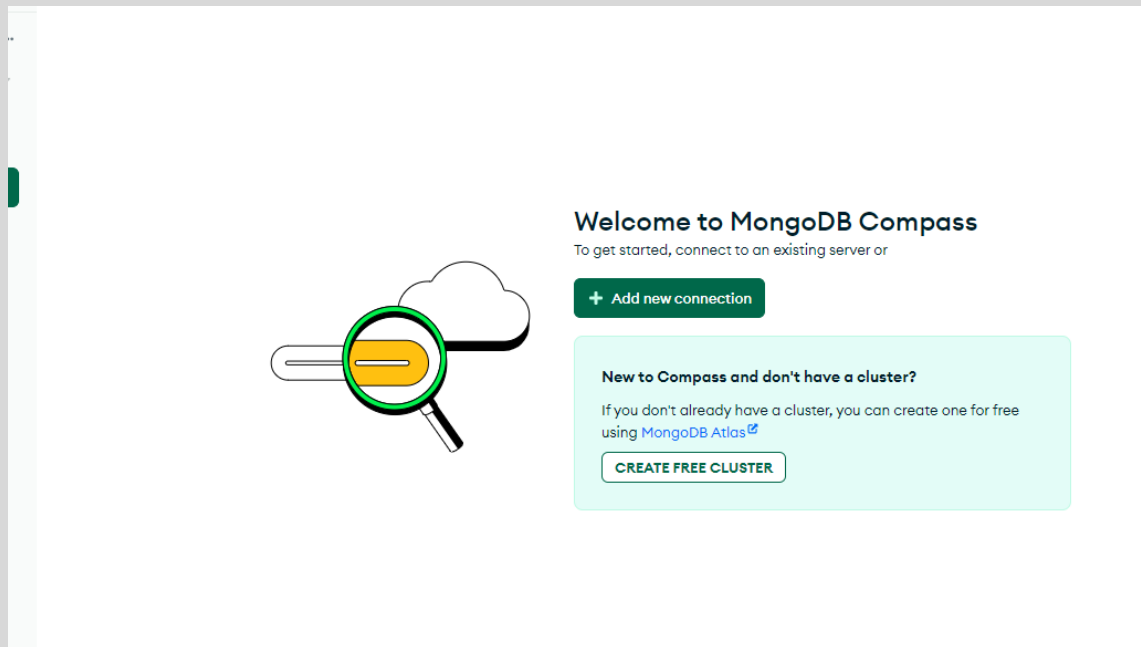 Welcome to MongoDB Compass
To get started, connect to an existing server or
+ Add new connection
New to Compass and don't have a cluster?
If you don't already have a cluster, you can create one for free
using MongoDB Atlas
CREATE FREE CLUSTER